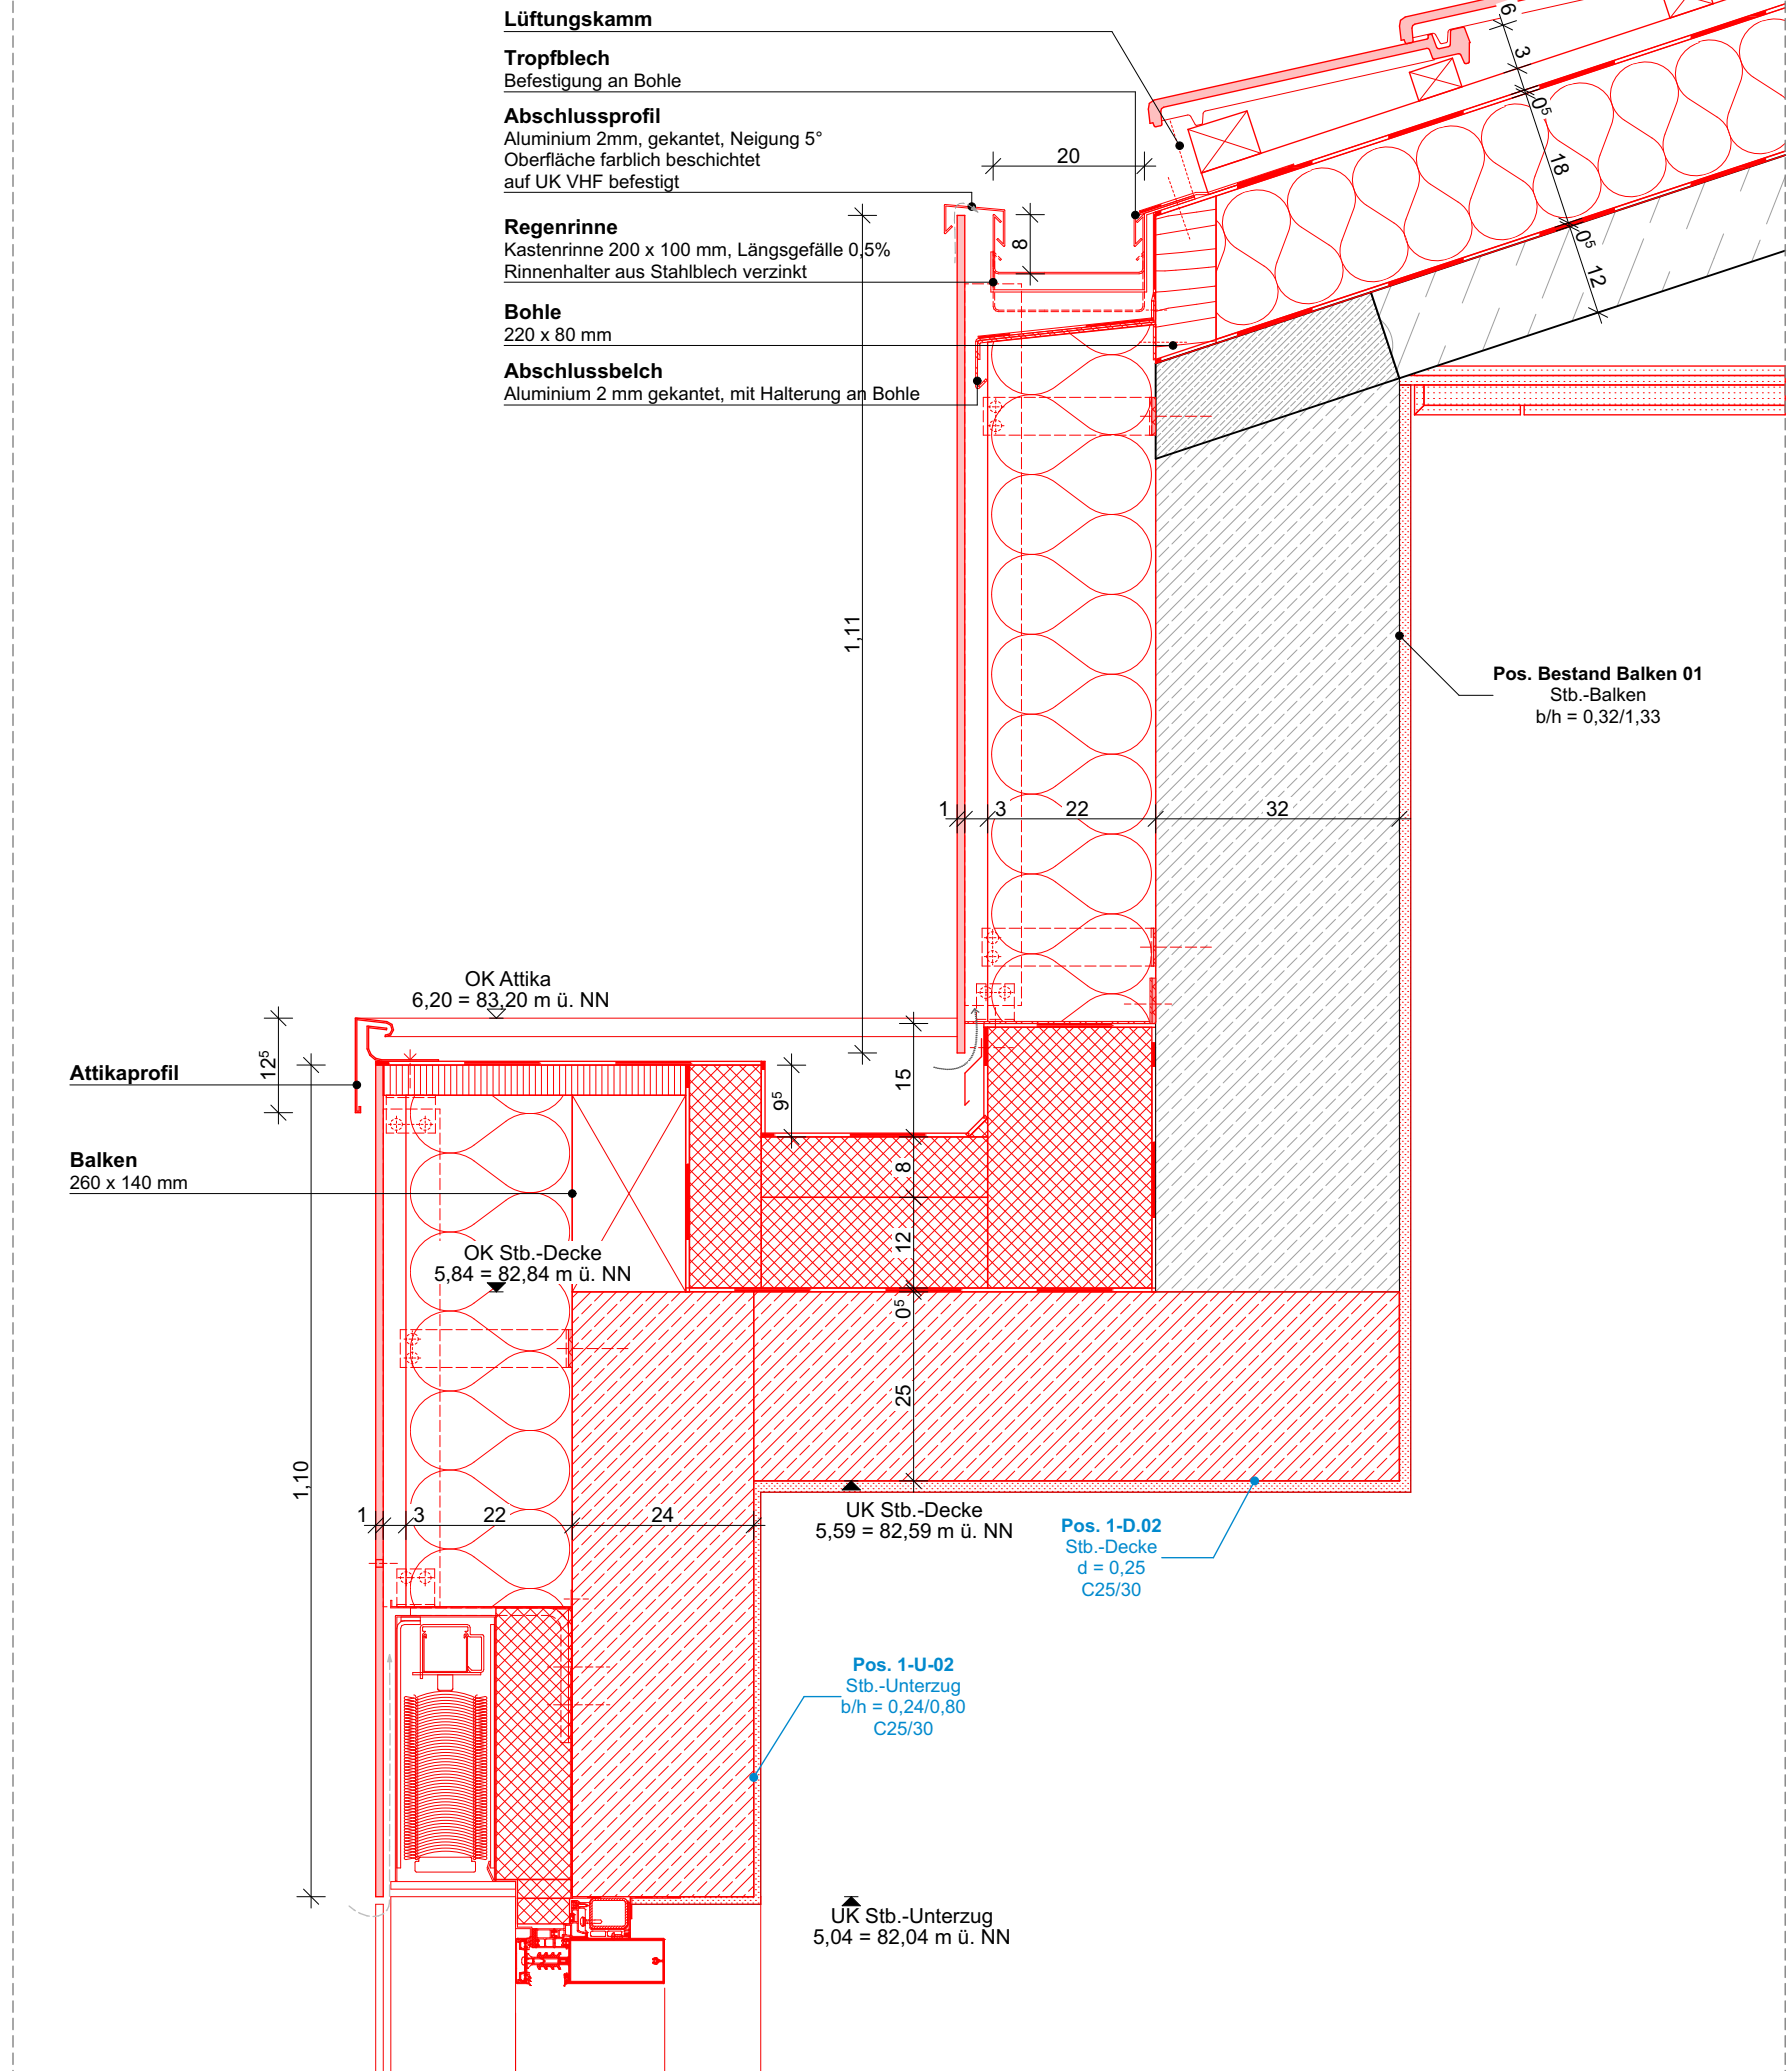 Lüftungskamm
Tropfblech
Befestigung an Bohle
Abschlussprofil
Aluminium 2mm, gekantet, Neigung 5°
Oberfläche farblich beschichtet
auf UK VHF befestigt
Regenrinne
Kastenrinne 200 x 100 mm, Längsgefälle 0,5%
Rinnenhalter aus Stahlblech verzinkt
Bohle
220 x 80 mm
Abschlussbelch
Aluminium 2 mm gekantet, mit Halterung an Bohle
20
8
6
3
0⁵
18
0⁵
12
1,11
Pos. Bestand Balken 01
Stb.-Balken
b/h = 0,32/1,33
1
3
22
32
OK Attika
6,20 = 83,20 m ü. NN
12⁵
Attikaprofil
9⁵
15
8
12
0⁵
25
Balken
260 x 140 mm
OK Stb.-Decke
5,84 = 82,84 m ü. NN
1,10
1
3
22
24
UK Stb.-Decke
5,59 = 82,59 m ü. NN
Pos. 1-D.02
Stb.-Decke
d = 0,25
C25/30
Pos. 1-U-02
Stb.-Unterzug
b/h = 0,24/0,80
C25/30
UK Stb.-Unterzug
5,04 = 82,04 m ü. NN